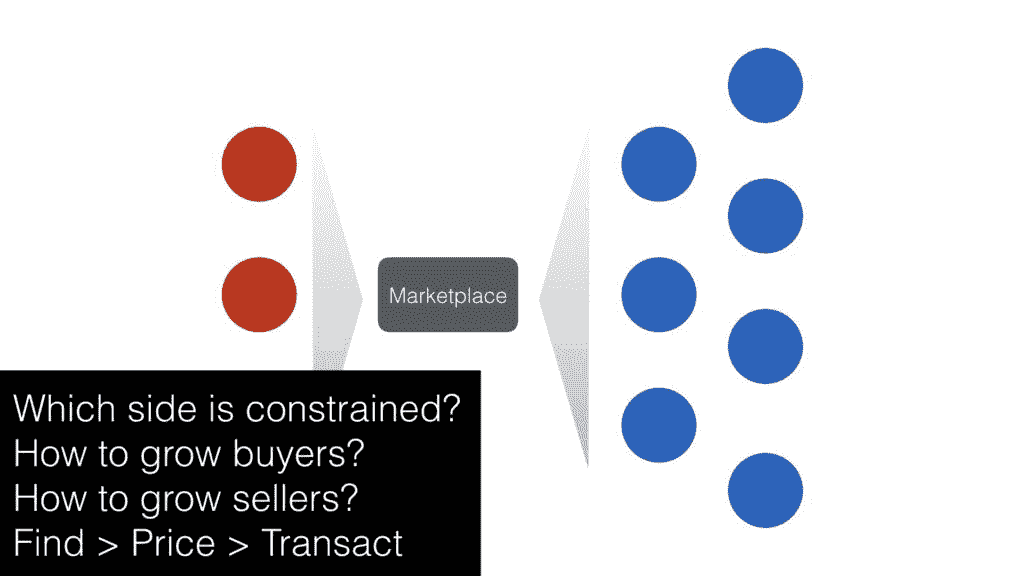 Marketplace
Which side is constrained?
How to grow buyers?
How to grow sellers?
Find > Price > Transact